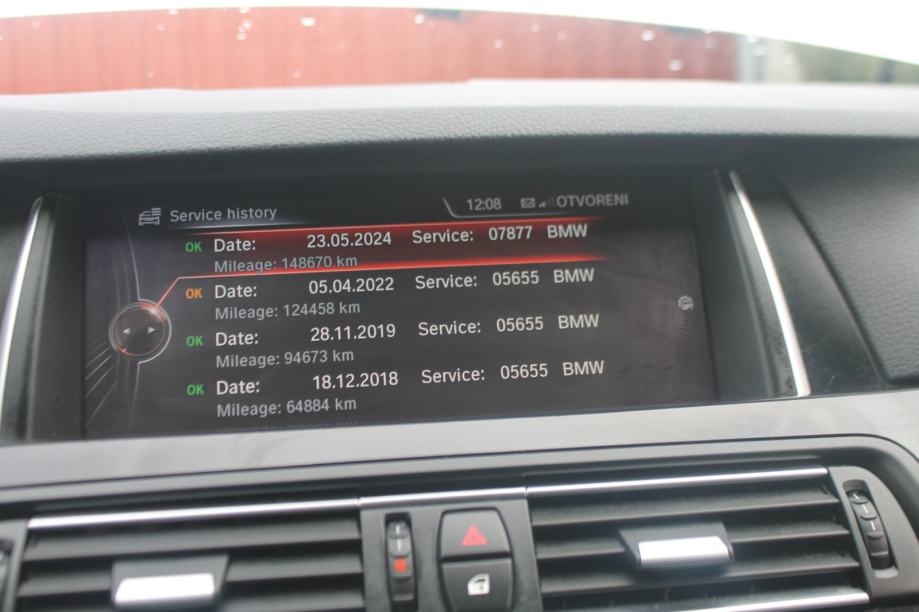 Service history
12:08 OTVORENI
OK Date: 23.05.2024 Service: 07877 BMW
Mileage: 148670 km
OK Date: 05.04.2022 Service: 05655 BMW
Mileage: 124458 km
OK Date: 28.11.2019 Service: 05655 BMW
Mileage: 94673 km
OK Date: 18.12.2018 Service: 05655 BMW
Mileage: 64884 km